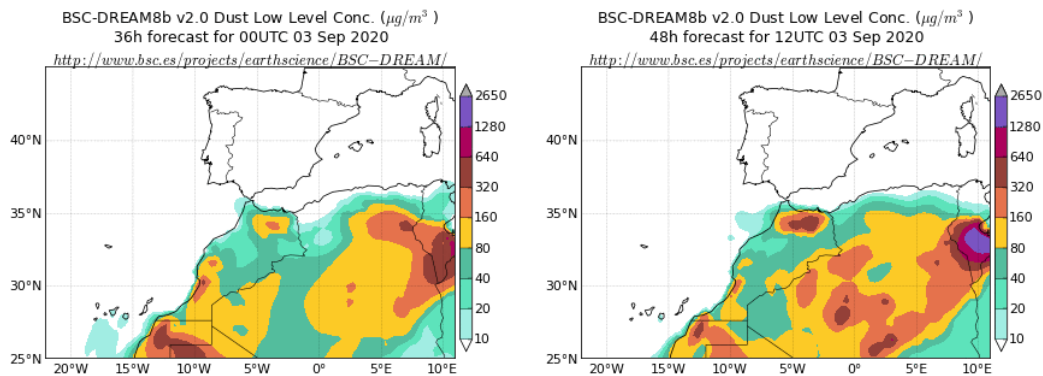 BSC-DREAM8b v2.0 Dust Low Level Conc. (μg/m³ )
36h forecast for 00UTC 03 Sep 2020
http://www.bsc.es/projects/earthscience/BSC−DREAM/
40°N
35°N
30°N
25°N
20°W
15°W
10°W
5°W
0°E
5°E
10°E
2650
1280
640
320
160
80
40
20
10
BSC-DREAM8b v2.0 Dust Low Level Conc. (μg/m³ )
48h forecast for 12UTC 03 Sep 2020
http://www.bsc.es/projects/earthscience/BSC−DREAM/
40°N
35°N
30°N
25°N
20°W
15°W
10°W
5°W
0°E
5°E
10°E
2650
1280
640
320
160
80
40
20
10